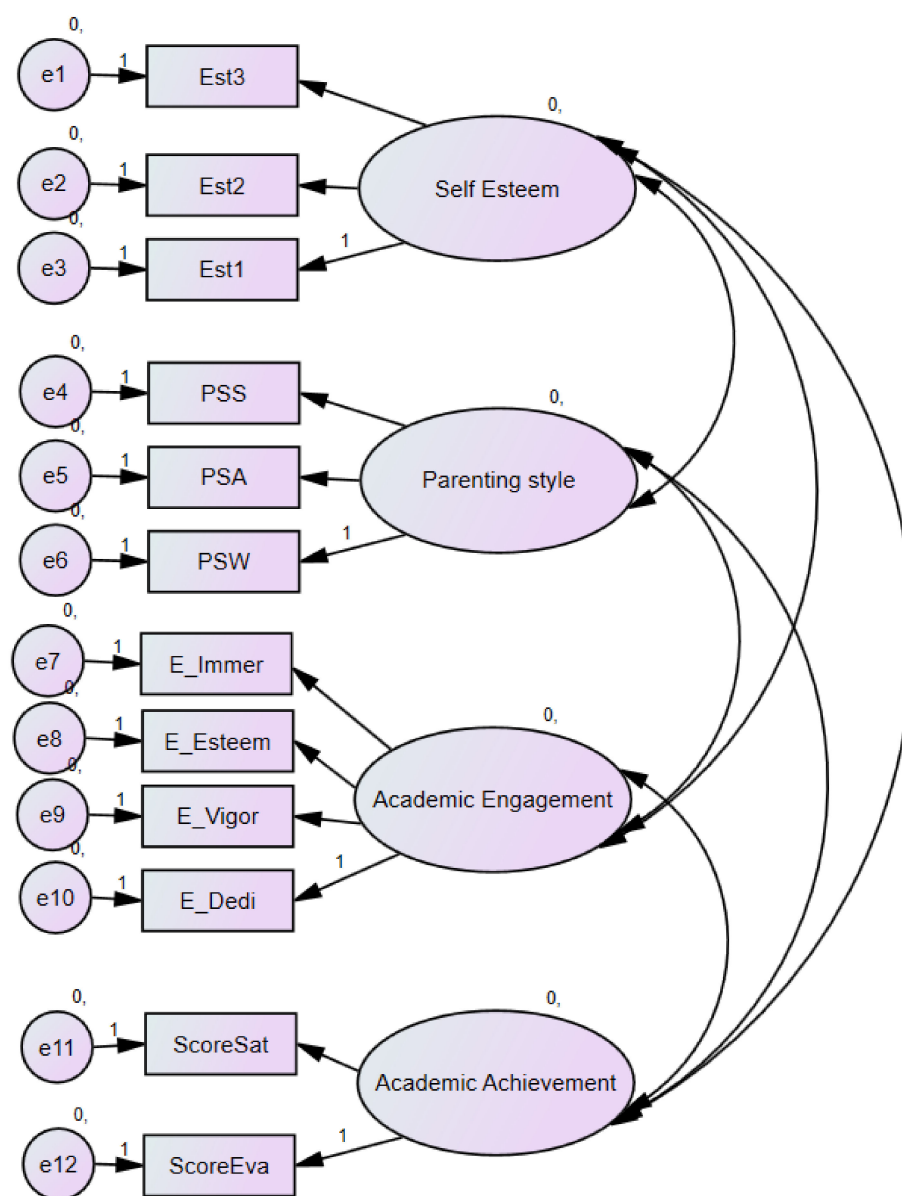 0,
e1 1 Est3
0,
0,
e2 1 Est2
Self Esteem
0,
e3 1 Est1 1
0,
e4 1 PSS
0,
0,
e5 1 PSA
Parenting style
0,
e6 1 PSW 1
0,
e7 1 E_Immer
0,
e8 1 E_Esteem
0,
0,
e9 1 E_Vigor
Academic Engagement
0,
e10 1 E_Dedi 1
0,
0,
e11 1 ScoreSat
Academic Achievement
0,
e12 1 ScoreEva 1